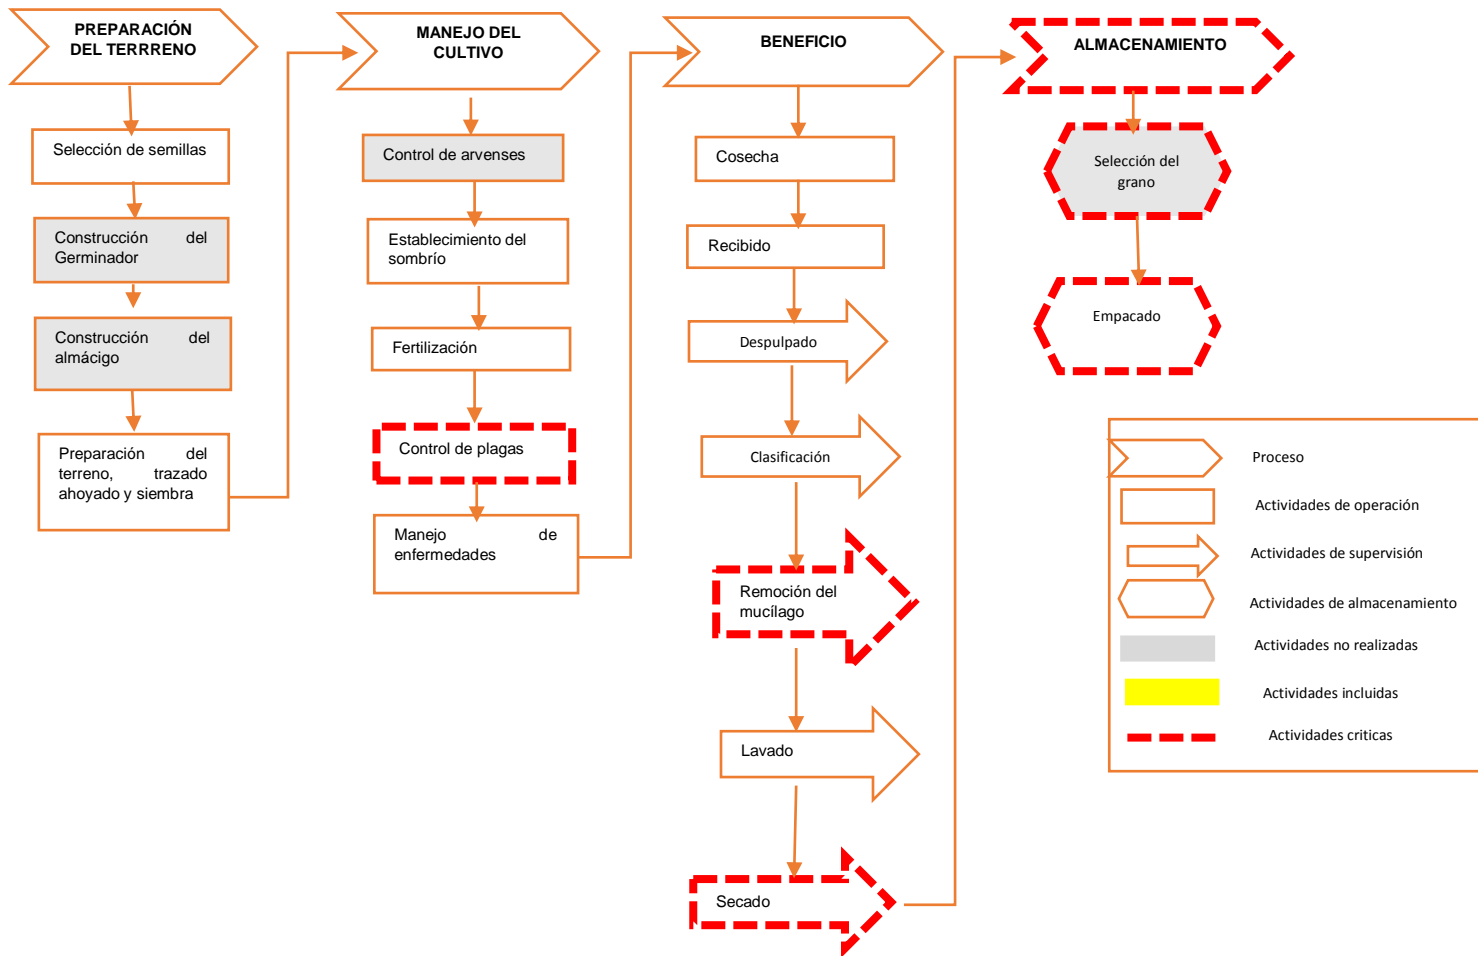 PREPARACIÓN
DEL TERRRENO
Selección de semillas
Construcción del
Germinador
Construcción del
almácigo
Preparación del
terreno, trazado
ahoyado y siembra
MANEJO DEL
CULTIVO
Control de arvenses
Establecimiento del
sombrío
Fertilización
Control de plagas
Manejo de
enfermedades
BENEFICIO
Cosecha
Recibido
Despulpado
Clasificación
Remoción del
mucílago
Lavado
Secado
ALMACENAMIENTO
Selección del
grano
Empacado
Proceso
Actividades de operación
Actividades de supervisión
Actividades de almacenamiento
Actividades no realizadas
Actividades incluidas
Actividades criticas